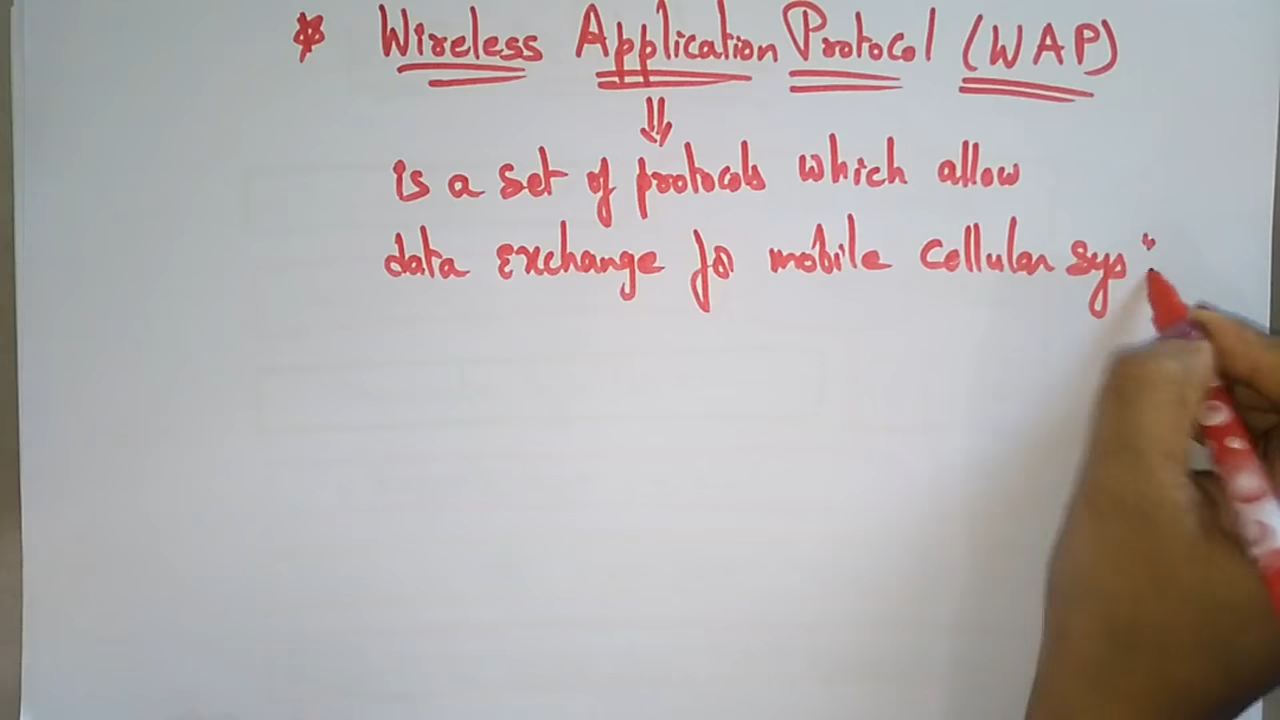 * Wireless Application Protocol (WAP)
⇓
is a set of protocols which allow
data exchange for mobile cellular sys